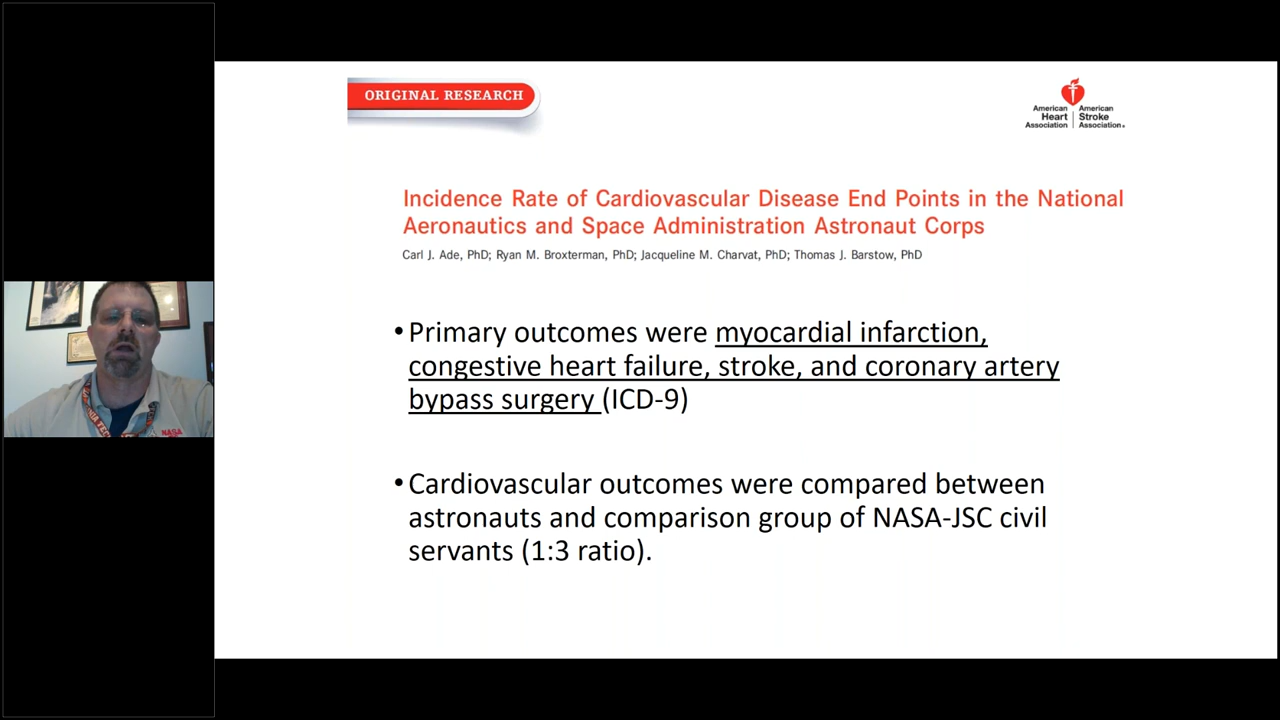 ORIGINAL RESEARCH
American Heart Association
American Stroke Association®
Incidence Rate of Cardiovascular Disease End Points in the National
Aeronautics and Space Administration Astronaut Corps
Carl J. Ade, PhD; Ryan M. Broxterman, PhD; Jacqueline M. Charvat, PhD; Thomas J. Barstow, PhD
•Primary outcomes were myocardial infarction,
congestive heart failure, stroke, and coronary artery
bypass surgery (ICD-9)
•Cardiovascular outcomes were compared between
astronauts and comparison group of NASA-JSC civil
servants (1:3 ratio).
NASA